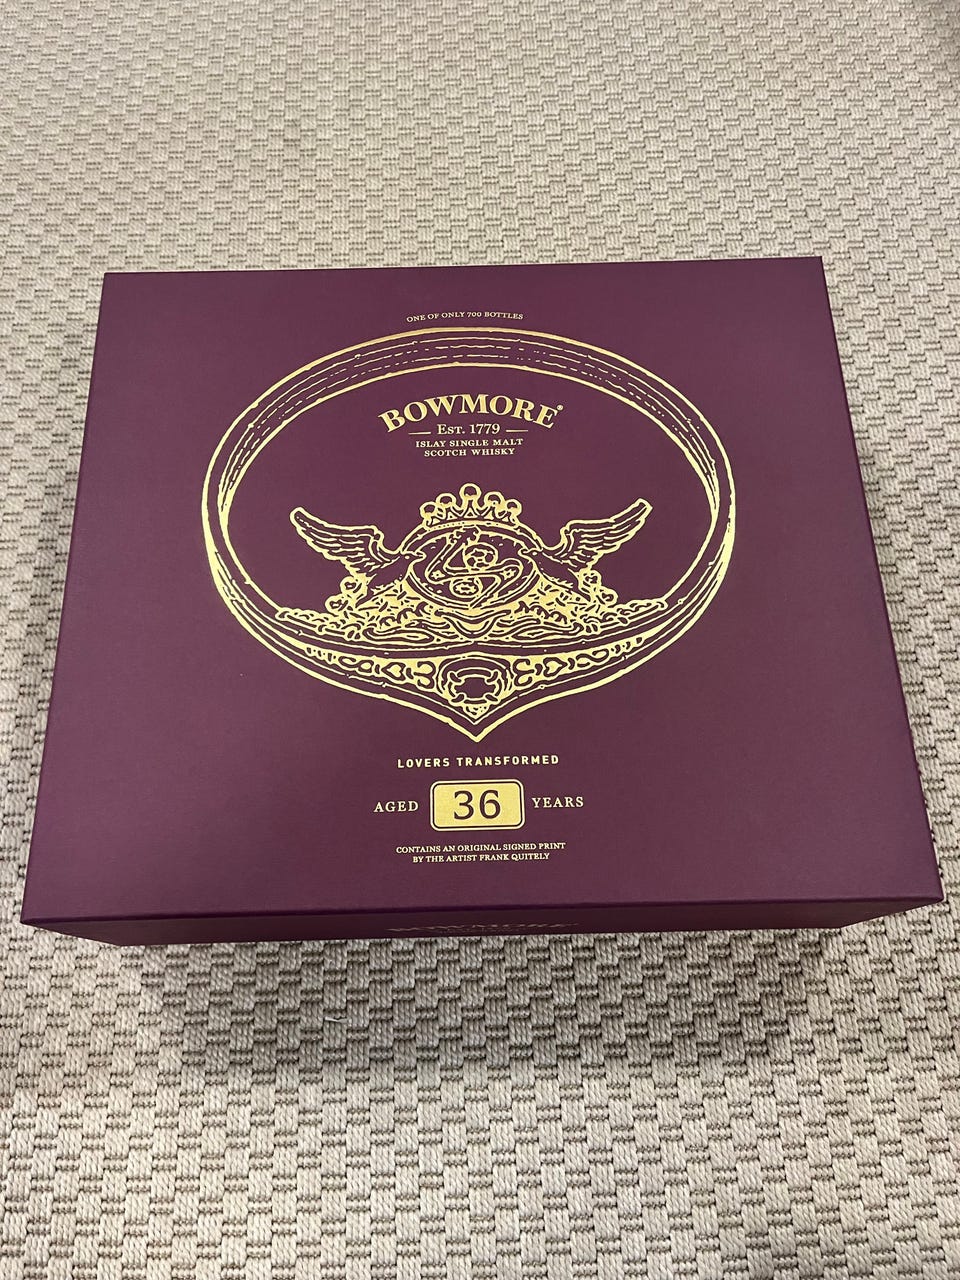 ONE OF ONLY 700 BOTTLES
BOWMORE®
Est. 1779
ISLAY SINGLE MALT
SCOTCH WHISKY
LOVERS TRANSFORMED
AGED 36 YEARS
CONTAINS AN ORIGINAL SIGNED PRINT
BY THE ARTIST FRANK QUITELY
BOWMORE